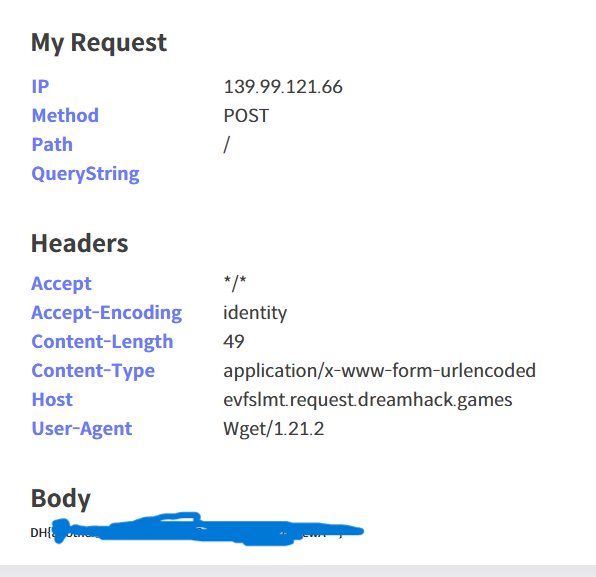 My Request
IP 139.99.121.66
Method POST
Path /
QueryString
Headers
Accept */*
Accept-Encoding identity
Content-Length 49
Content-Type application/x-www-form-urlencoded
Host evfslmt.request.dreamhack.games
User-Agent Wget/1.21.2
Body
DH{